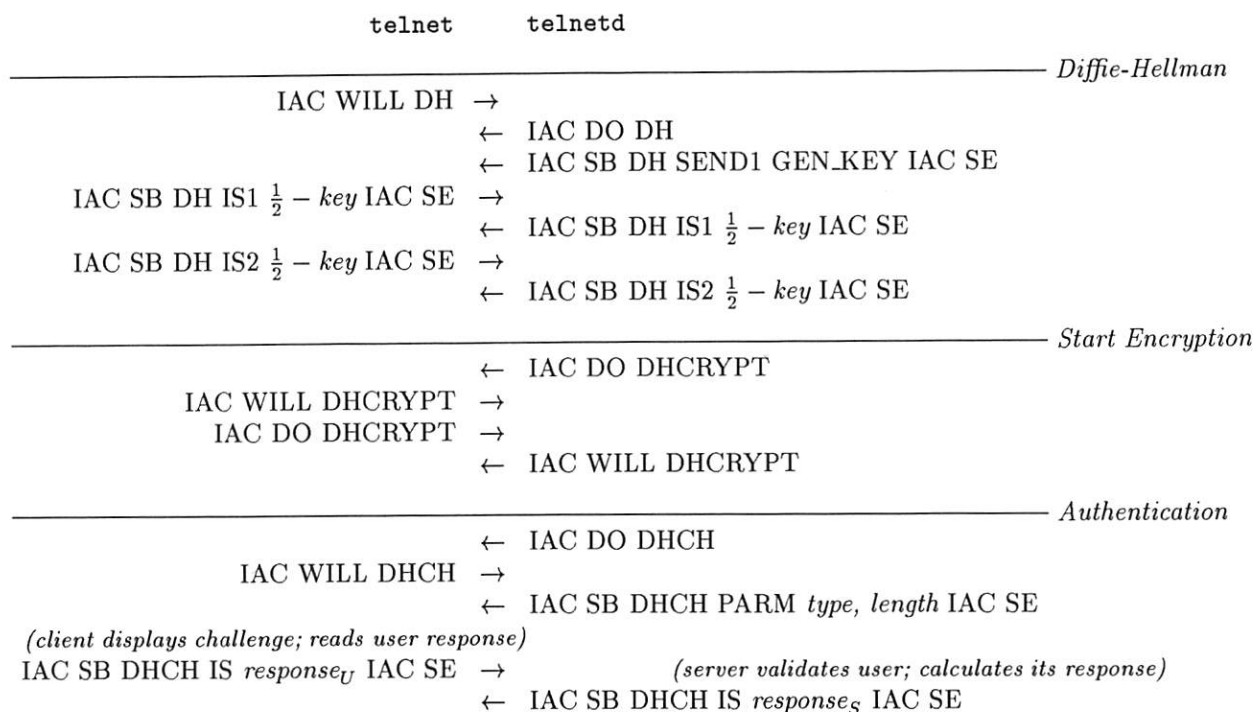 telnet telnetd
Diffie-Hellman
IAC WILL DH →
← IAC DO DH
← IAC SB DH SEND1 GEN_KEY IAC SE
IAC SB DH IS1 ½ − key IAC SE →
← IAC SB DH IS1 ½ − key IAC SE
IAC SB DH IS2 ½ − key IAC SE →
← IAC SB DH IS2 ½ − key IAC SE
Start Encryption
← IAC DO DHCRYPT
IAC WILL DHCRYPT →
IAC DO DHCRYPT →
← IAC WILL DHCRYPT
Authentication
← IAC DO DHCH
IAC WILL DHCH →
← IAC SB DHCH PARM type, length IAC SE
(client displays challenge; reads user response)
IAC SB DHCH IS response_U IAC SE → (server validates user; calculates its response)
← IAC SB DHCH IS response_S IAC SE